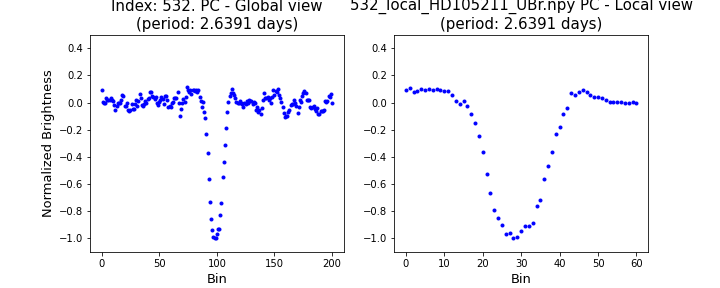 Index: 532. PC - Global view
(period: 2.6391 days)
532_local_HD105211_UBr.npy PC - Local view
(period: 2.6391 days)
Normalized Brightness
0.4
0.2
0.0
−0.2
−0.4
−0.6
−0.8
−1.0
0 50 100 150 200
Bin
0.4
0.2
0.0
−0.2
−0.4
−0.6
−0.8
−1.0
0 10 20 30 40 50 60
Bin